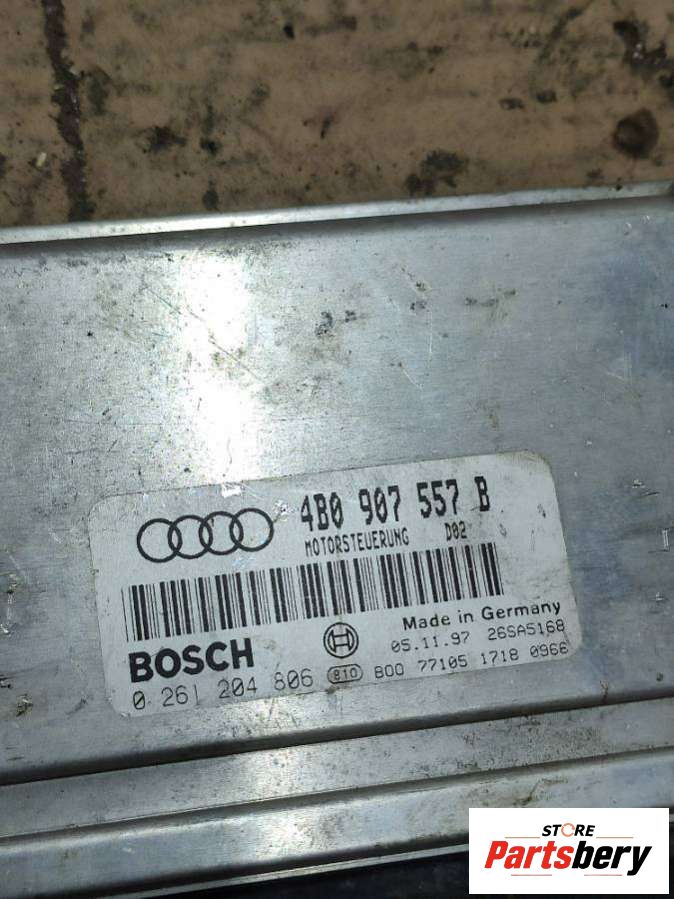 4B0 907 557 B
MOTORSTEUERUNG D02
Made in Germany
BOSCH
05.11.97 26SA5168
0 261 204 806 810 B00 77105 1718 0966
STORE
Partsbery